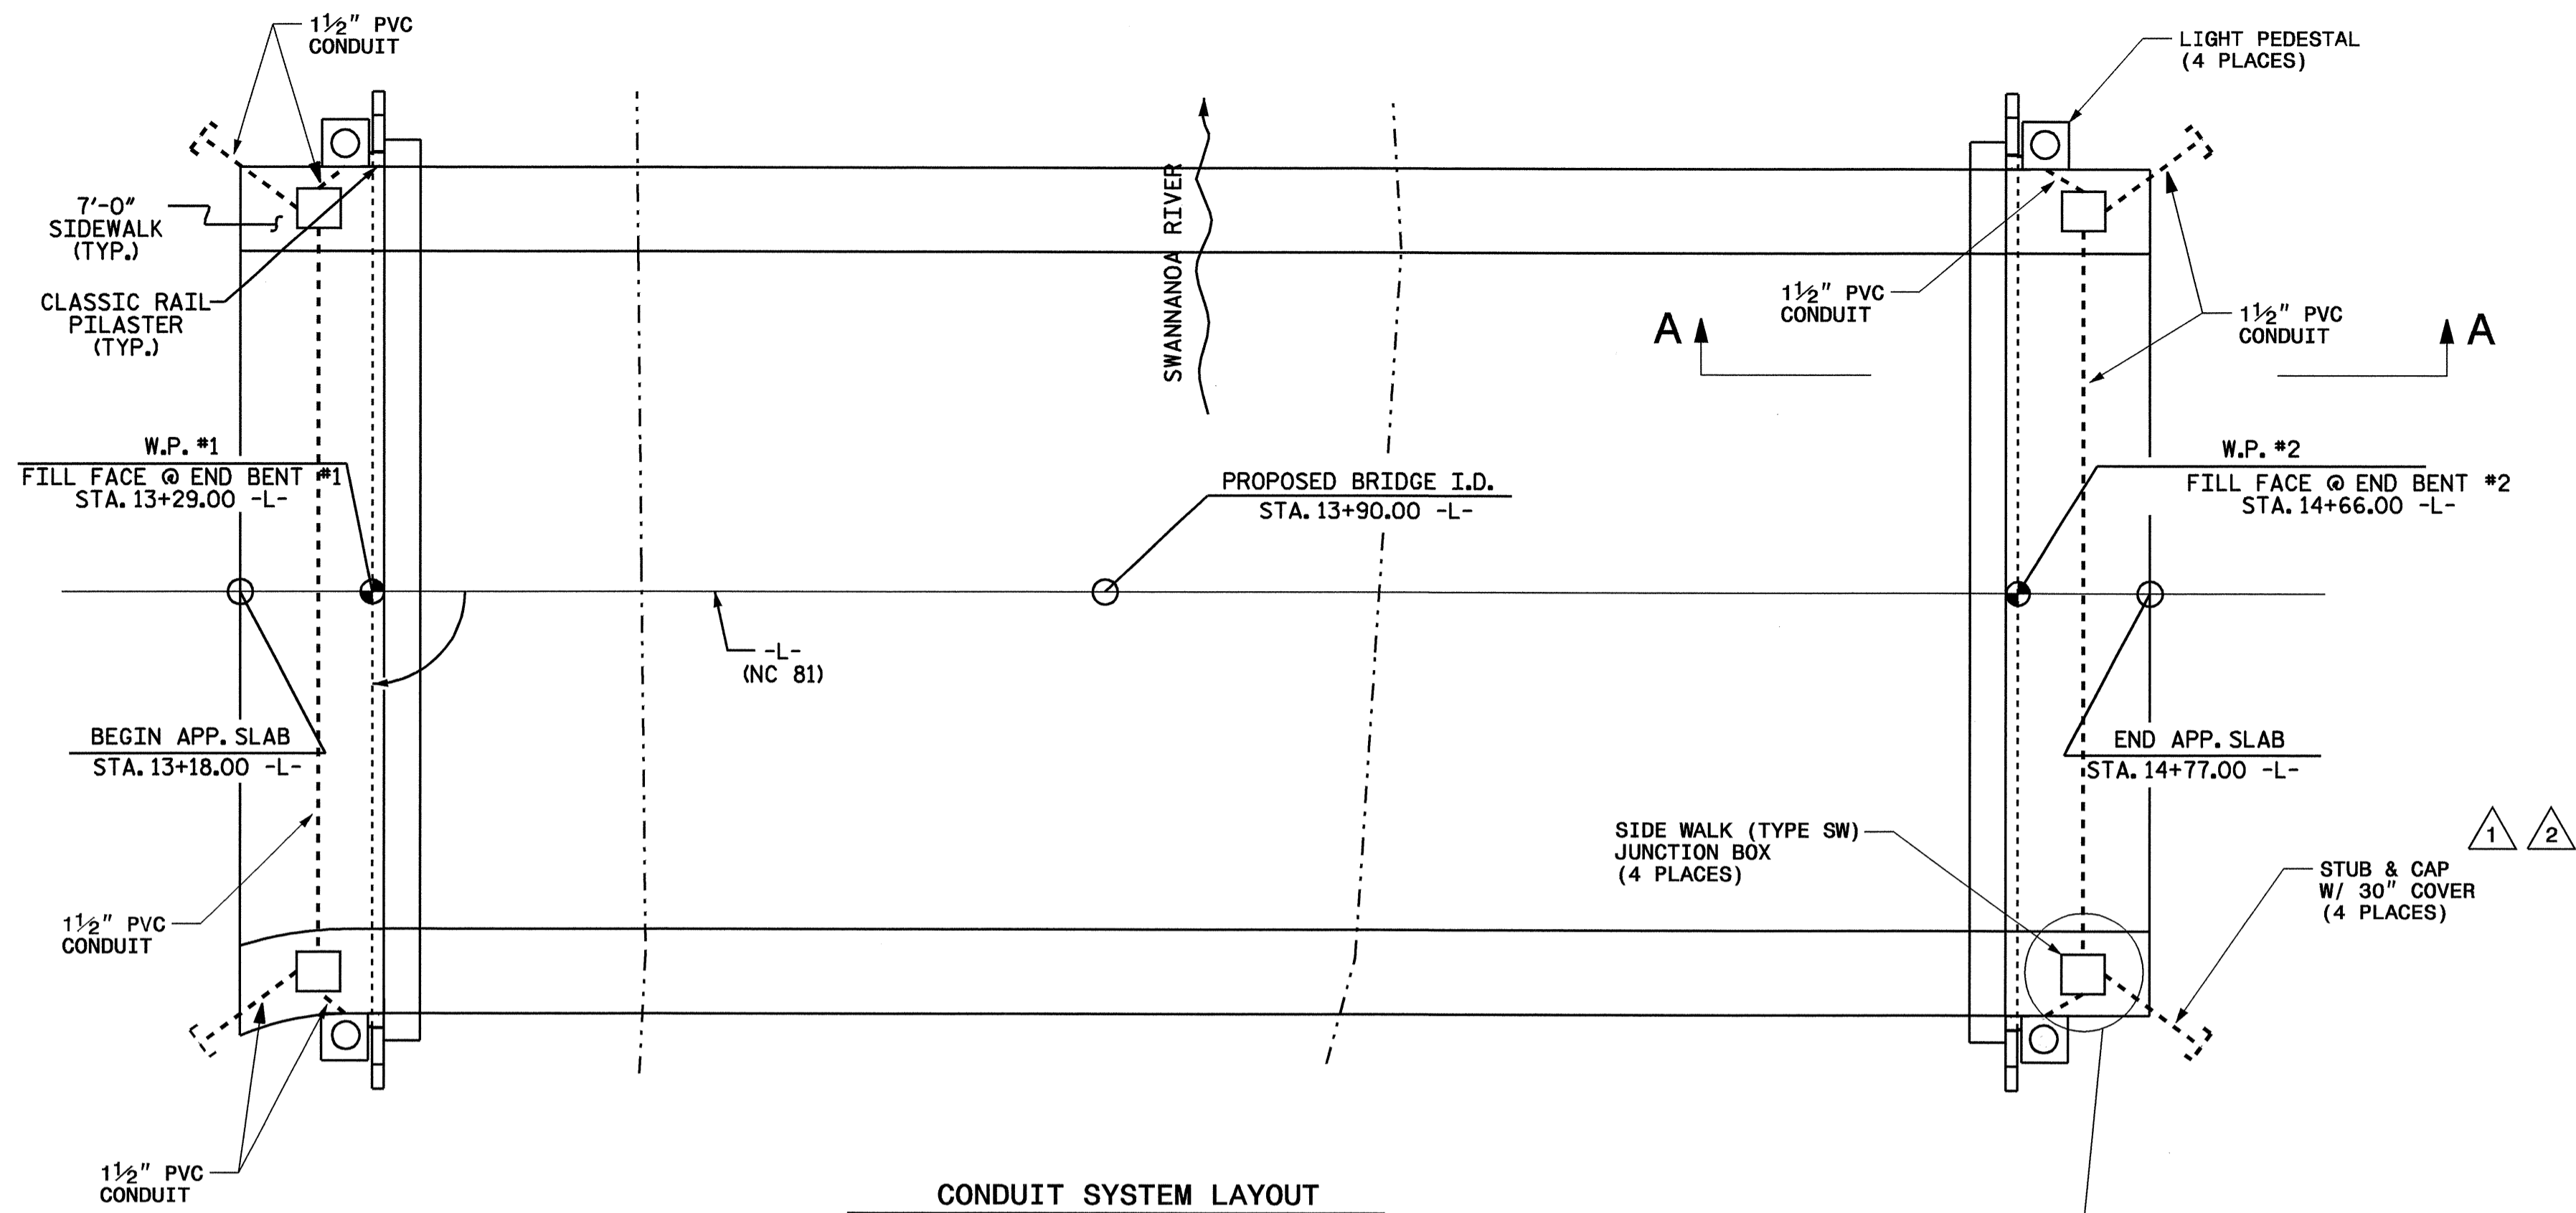 1½" PVC
CONDUIT
LIGHT PEDESTAL
(4 PLACES)
7'-0"
SIDEWALK
(TYP.)
SWANNANOA RIVER
CLASSIC RAIL
PILASTER
(TYP.)
1½" PVC
CONDUIT
1½" PVC
CONDUIT
A
A
W.P. #1
FILL FACE @ END BENT #1
STA. 13+29.00 -L-
PROPOSED BRIDGE I.D.
STA. 13+90.00 -L-
W.P. #2
FILL FACE @ END BENT #2
STA. 14+66.00 -L-
-L-
(NC 81)
BEGIN APP. SLAB
STA. 13+18.00 -L-
END APP. SLAB
STA. 14+77.00 -L-
SIDE WALK (TYPE SW)
JUNCTION BOX
(4 PLACES)
1 2
STUB & CAP
W/ 30" COVER
(4 PLACES)
1½" PVC
CONDUIT
1½" PVC
CONDUIT
CONDUIT SYSTEM LAYOUT